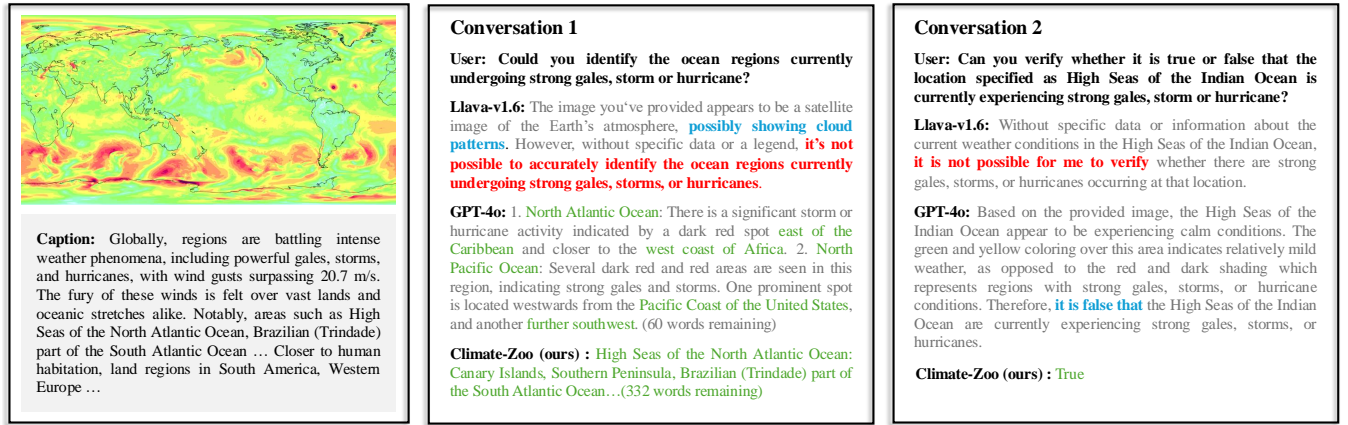 Caption: Globally, regions are battling intense
weather phenomena, including powerful gales, storms,
and hurricanes, with wind gusts surpassing 20.7 m/s.
The fury of these winds is felt over vast lands and
oceanic stretches alike. Notably, areas such as High
Seas of the North Atlantic Ocean, Brazilian (Trindade)
part of the South Atlantic Ocean … Closer to human
habitation, land regions in South America, Western
Europe …
Conversation 1
User: Could you identify the ocean regions currently
undergoing strong gales, storm or hurricane?
Llava-v1.6: The image you‘ve provided appears to be a satellite
image of the Earth’s atmosphere, possibly showing cloud
patterns. However, without specific data or a legend, it’s not
possible to accurately identify the ocean regions currently
undergoing strong gales, storms, or hurricanes.
GPT-4o: 1. North Atlantic Ocean: There is a significant storm or
hurricane activity indicated by a dark red spot east of the
Caribbean and closer to the west coast of Africa. 2. North
Pacific Ocean: Several dark red and red areas are seen in this
region, indicating strong gales and storms. One prominent spot
is located westwards from the Pacific Coast of the United States,
and another further southwest. (60 words remaining)
Climate-Zoo (ours) : High Seas of the North Atlantic Ocean:
Canary Islands, Southern Peninsula, Brazilian (Trindade) part of
the South Atlantic Ocean…(332 words remaining)
Conversation 2
User: Can you verify whether it is true or false that the
location specified as High Seas of the Indian Ocean is
currently experiencing strong gales, storm or hurricane?
Llava-v1.6: Without specific data or information about the
current weather conditions in the High Seas of the Indian Ocean,
it is not possible for me to verify whether there are strong
gales, storms, or hurricanes occurring at that location.
GPT-4o: Based on the provided image, the High Seas of the
Indian Ocean appear to be experiencing calm conditions. The
green and yellow coloring over this area indicates relatively mild
weather, as opposed to the red and dark shading which
represents regions with strong gales, storms, or hurricane
conditions. Therefore, it is false that the High Seas of the Indian
Ocean are currently experiencing strong gales, storms, or
hurricanes.
Climate-Zoo (ours) : True